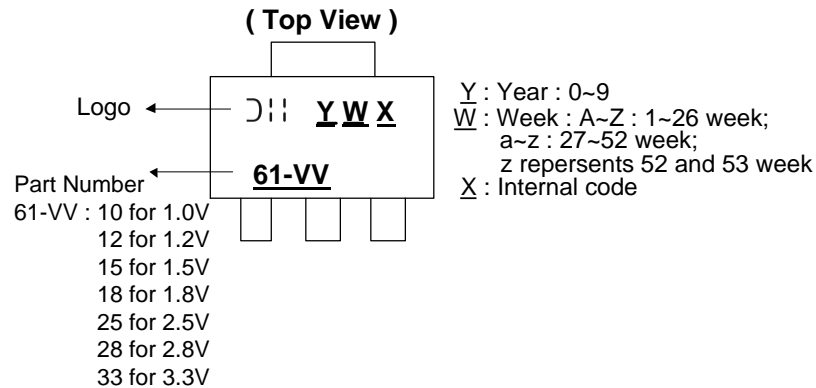 ( Top View )
Logo
Y W X
61-VV
Y : Year : 0~9
W : Week : A~Z : 1~26 week;
a~z : 27~52 week;
z repersents 52 and 53 week
X : Internal code
Part Number
61-VV : 10 for 1.0V
12 for 1.2V
15 for 1.5V
18 for 1.8V
25 for 2.5V
28 for 2.8V
33 for 3.3V